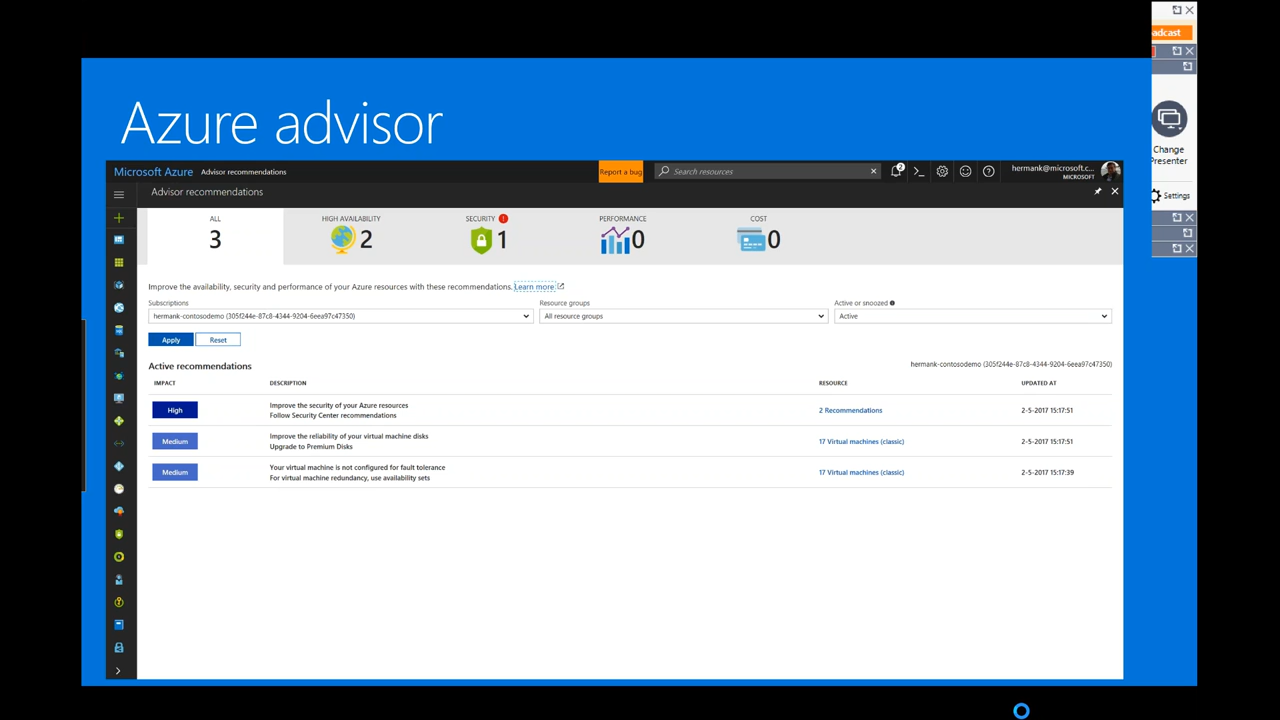 Azure advisor
Microsoft Azure Advisor recommendations Report a bug Search resources 2 hermank@microsoft.c...
MICROSOFT
Advisor recommendations
ALL HIGH AVAILABILITY SECURITY PERFORMANCE COST
3 2 1 0 0
Improve the availability, security and performance of your Azure resources with these recommendations. Learn more
Subscriptions Resource groups Active or snoozed
hermank-contosodemo (305f244e-87c8-4344-9204-6eea97c47350) All resource groups Active
Apply Reset
Active recommendations hermank-contosodemo (305f244e-87c8-4344-9204-6eea97c47350)
IMPACT DESCRIPTION RESOURCE UPDATED AT
High Improve the security of your Azure resources
Follow Security Center recommendations 2 Recommendations 2-5-2017 15:17:51
Medium Improve the reliability of your virtual machine disks
Upgrade to Premium Disks 17 Virtual machines (classic) 2-5-2017 15:17:51
Medium Your virtual machine is not configured for fault tolerance
For virtual machine redundancy, use availability sets 17 Virtual machines (classic) 2-5-2017 15:17:39
adcast
Change
resenter
Settings